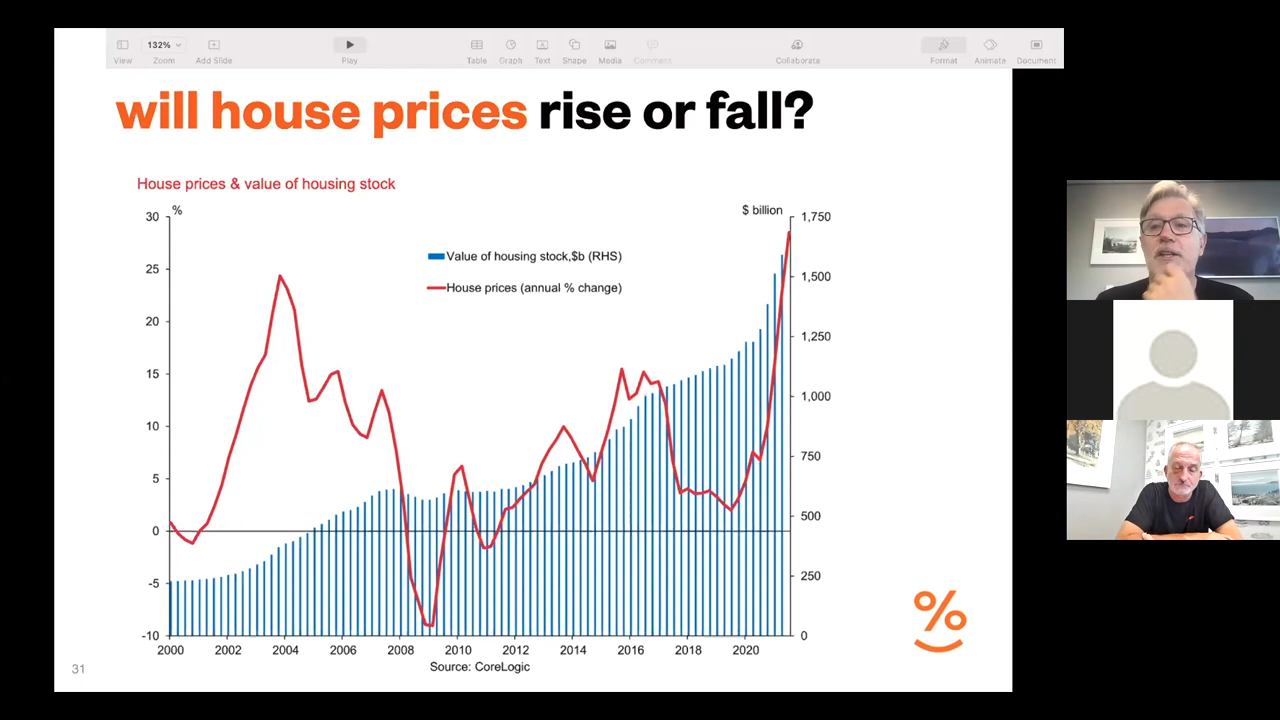 132%
View Zoom Add Slide Play Table Graph Text Shape Media Comment Collaborate Format Animate Document
will house prices rise or fall?
House prices & value of housing stock
% $ billion
30 1,750
25 1,500
20 1,250
15 1,000
10 750
5 500
0 250
-5 0
-10
Value of housing stock,$b (RHS)
House prices (annual % change)
2000 2002 2004 2006 2008 2010 2012 2014 2016 2018 2020
Source: CoreLogic
31
%